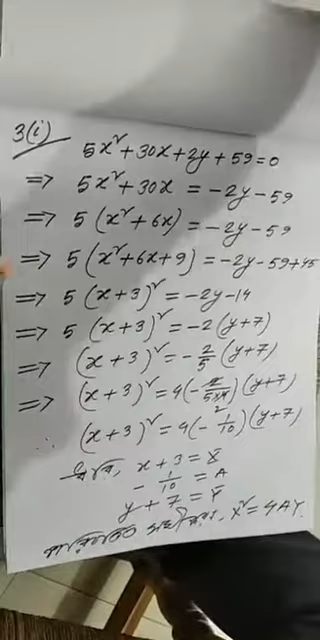 3(i)
5x² + 30x + 2y + 59 = 0
=> 5x² + 30x = -2y - 59
=> 5(x² + 6x) = -2y - 59
=> 5(x² + 6x + 9) = -2y - 59 + 45
=> 5(x + 3)² = -2y - 14
=> 5(x + 3)² = -2(y + 7)
=> (x + 3)² = -2/5 (y + 7)
=> (x + 3)² = 4(-2/5×4)(y + 7)
∴ (x + 3)² = 4(-1/10)(y + 7)
x + 3 = X
-1/10 = A
y + 7 = Y
X² = 4AY.